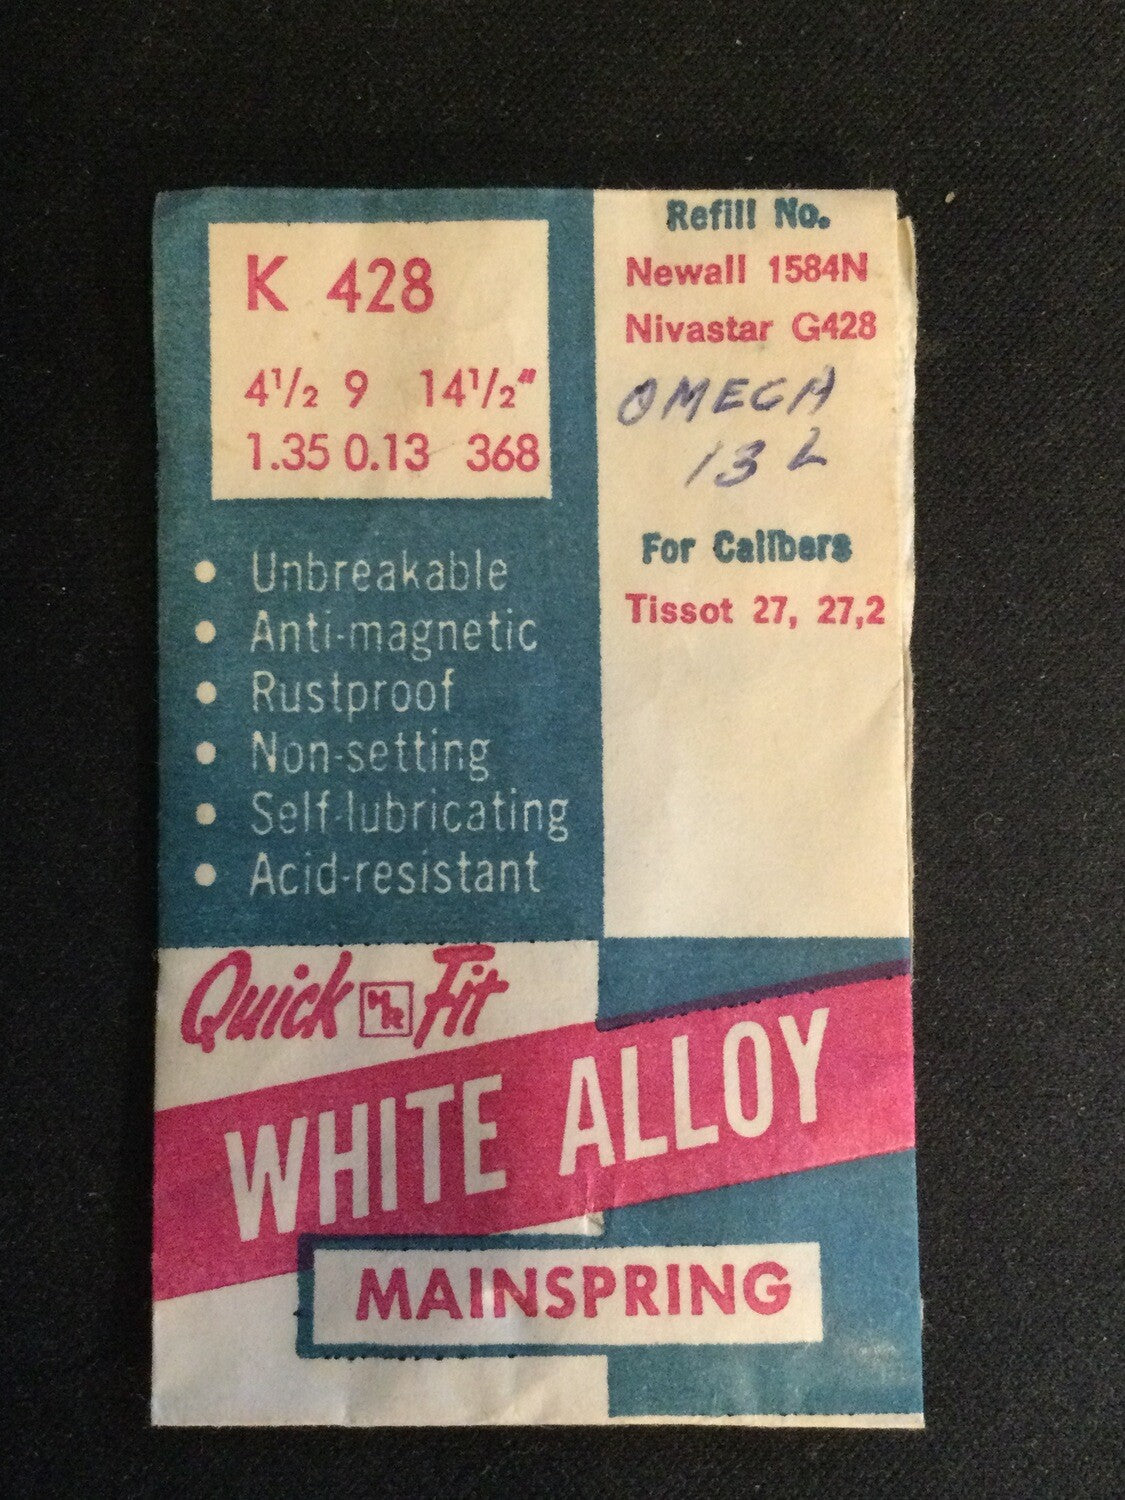 K 428
4½ 9 14½"
1.35 0.13 368
Refill No.
Newall 1584N
Nivastar G428
OMEGA
13 L
For Calibers
Tissot 27, 27,2
• Unbreakable
• Anti-magnetic
• Rustproof
• Non-setting
• Self-lubricating
• Acid-resistant
Quick MR Fit
WHITE ALLOY
MAINSPRING